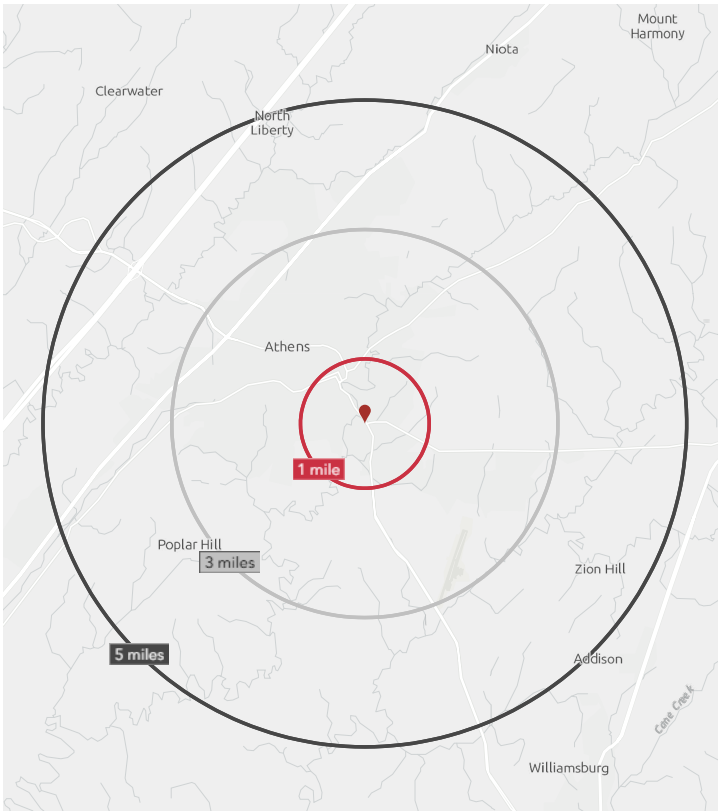 Mount
Harmony
Niota
Clearwater
North
Liberty
Athens
1 mile
Poplar Hill
3 miles
Zion Hill
5 miles
Addison
Cane Creek
Williamsburg